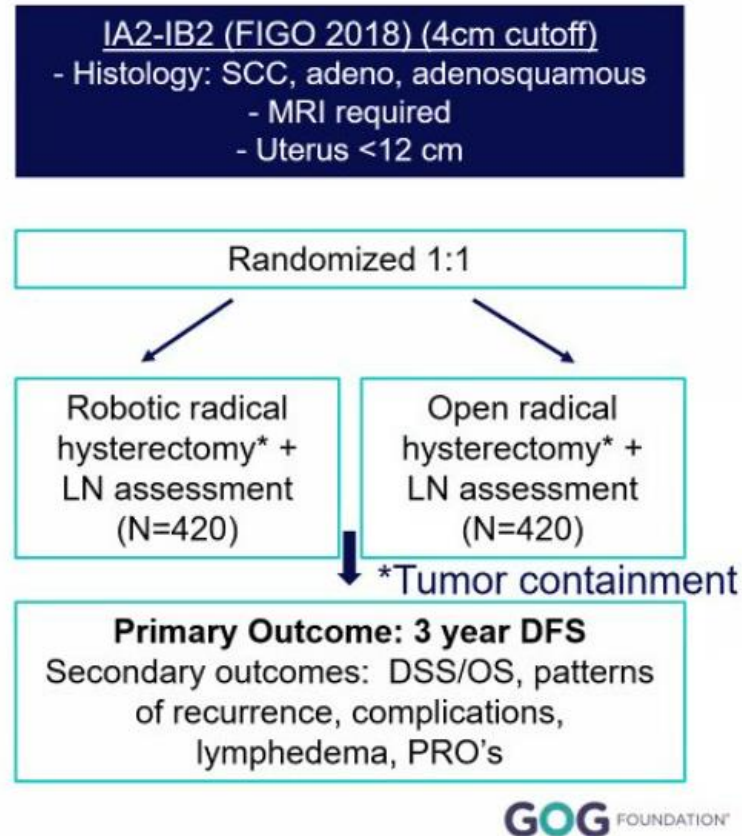 IA2-IB2 (FIGO 2018) (4cm cutoff)
- Histology: SCC, adeno, adenosquamous
- MRI required
- Uterus <12 cm
Randomized 1:1
Robotic radical
hysterectomy* +
LN assessment
(N=420)
Open radical
hysterectomy* +
LN assessment
(N=420)
*Tumor containment
Primary Outcome: 3 year DFS
Secondary outcomes: DSS/OS, patterns
of recurrence, complications,
lymphedema, PRO's
GOG FOUNDATION